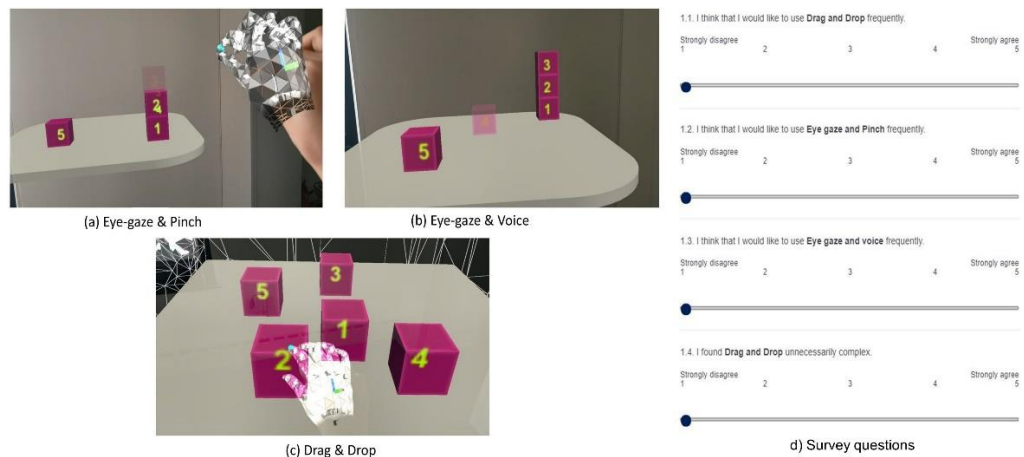 5
3
2
4
1
(a) Eye-gaze & Pinch
3
2
1
5
(b) Eye-gaze & Voice
3
5
1
2
4
(c) Drag & Drop
1.1. I think that I would like to use Drag and Drop frequently.
Strongly disagree Strongly agree
1 2 3 4 5
1.2. I think that I would like to use Eye gaze and Pinch frequently.
Strongly disagree Strongly agree
1 2 3 4 5
1.3. I think that I would like to use Eye gaze and voice frequently.
Strongly disagree Strongly agree
1 2 3 4 5
1.4. I found Drag and Drop unnecessarily complex.
Strongly disagree Strongly agree
1 2 3 4 5
d) Survey questions